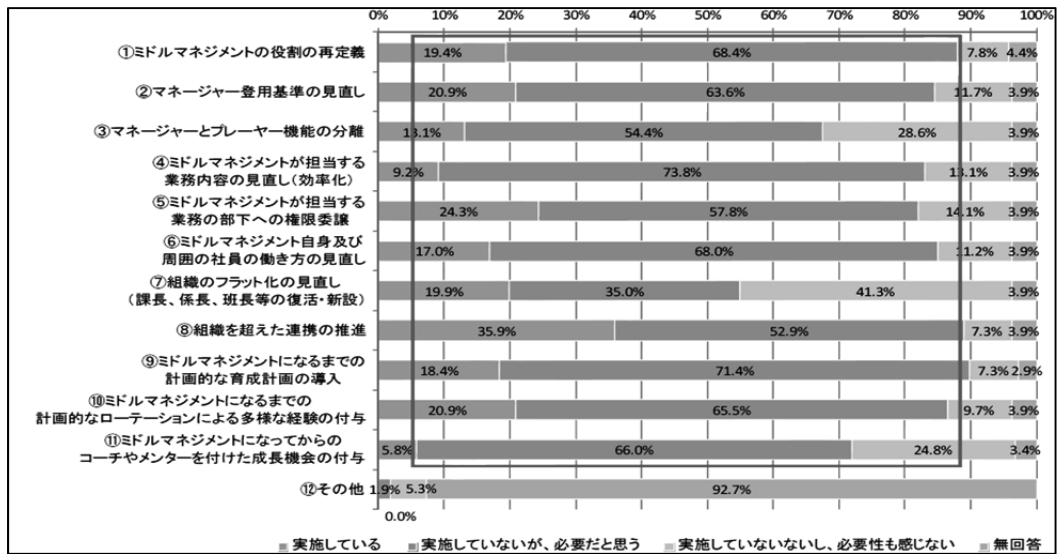 0% 10% 20% 30% 40% 50% 60% 70% 80% 90% 100%
①ミドルマネジメントの役割の再定義 19.4% 68.4% 7.8% 4.4%
②マネージャー登用基準の見直し 20.9% 63.6% 11.7% 3.9%
③マネージャーとプレーヤー機能の分離 13.1% 54.4% 28.6% 3.9%
④ミドルマネジメントが担当する
業務内容の見直し(効率化) 9.2% 73.8% 13.1% 3.9%
⑤ミドルマネジメントが担当する
業務の部下への権限委譲 24.3% 57.8% 14.1% 3.9%
⑥ミドルマネジメント自身及び
周囲の社員の働き方の見直し 17.0% 68.0% 11.2% 3.9%
⑦組織のフラット化の見直し
(課長、係長、班長等の復活・新設) 19.9% 35.0% 41.3% 3.9%
⑧組織を超えた連携の推進 35.9% 52.9% 7.3% 3.9%
⑨ミドルマネジメントになるまでの
計画的な育成計画の導入 18.4% 71.4% 7.3% 2.9%
⑩ミドルマネジメントになるまでの
計画的なローテーションによる多様な経験の付与 20.9% 65.5% 9.7% 3.9%
⑪ミドルマネジメントになってからの
コーチやメンターを付けた成長機会の付与 5.8% 66.0% 24.8% 3.4%
⑫その他 1.9% 5.3% 92.7%
0.0%
実施している 実施していないが、必要だと思う 実施していないないし、必要性も感じない 無回答